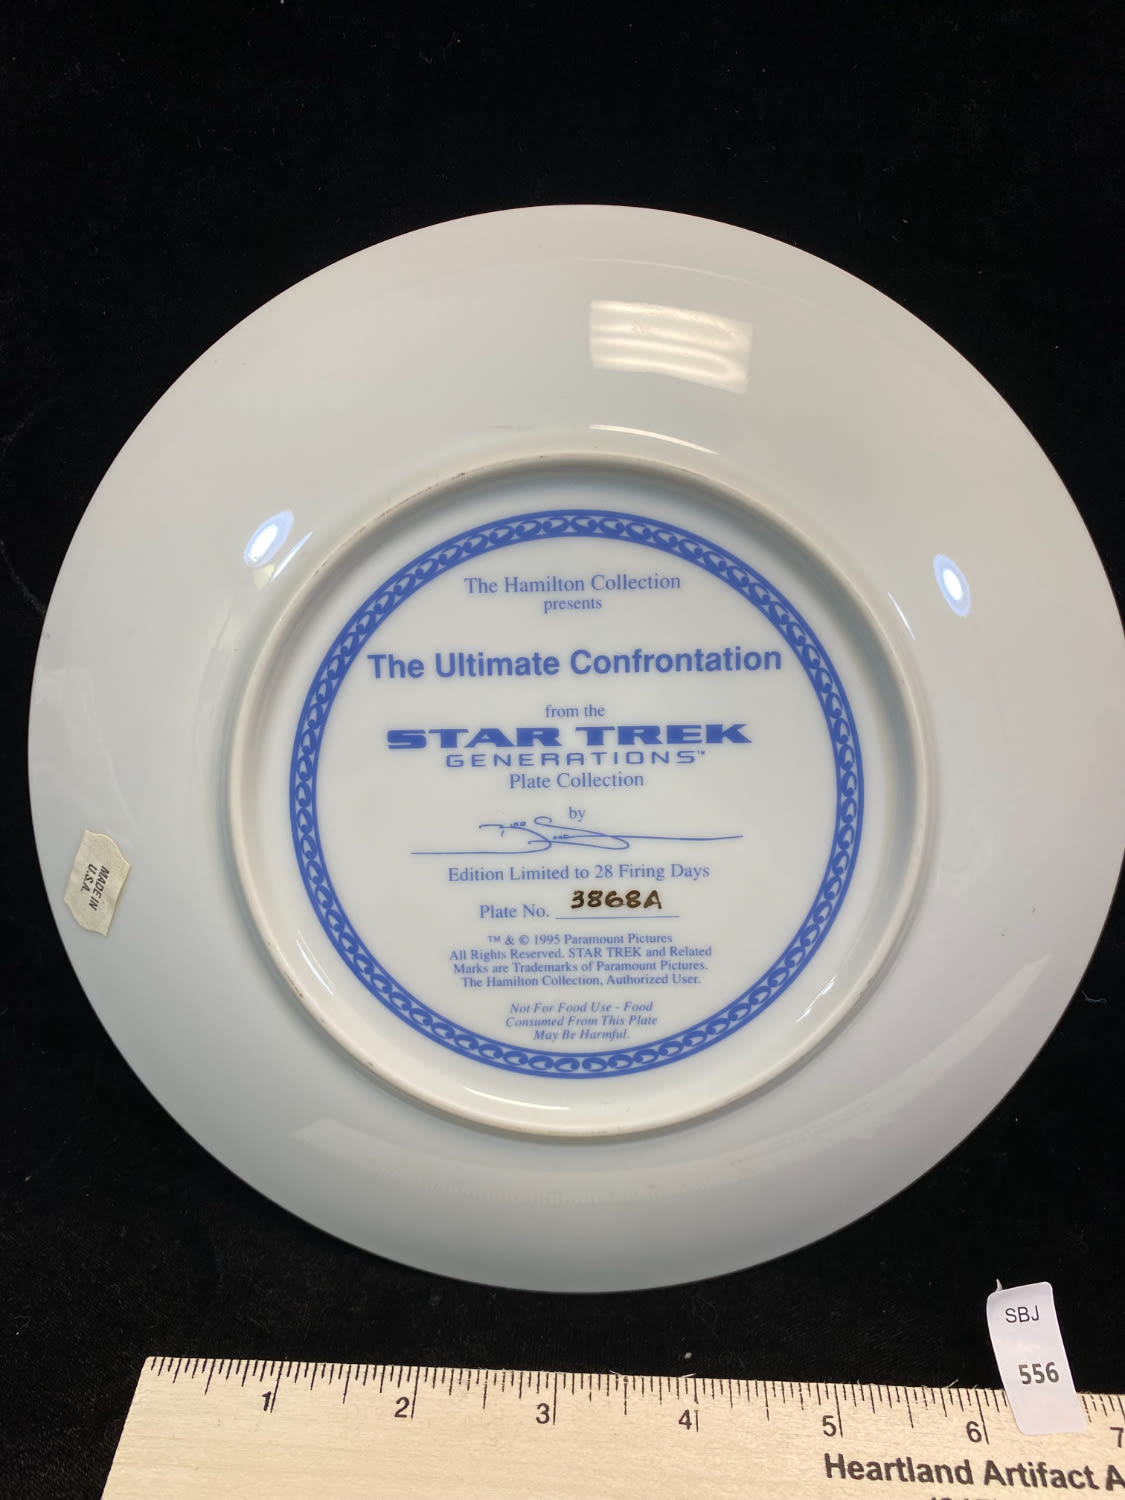 The Hamilton Collection
presents
The Ultimate Confrontation
from the
STAR TREK
GENERATIONS™
Plate Collection
by
Edition Limited to 28 Firing Days
Plate No. 3868A
™ & © 1995 Paramount Pictures
All Rights Reserved. STAR TREK and Related
Marks are Trademarks of Paramount Pictures.
The Hamilton Collection, Authorized User.
Not For Food Use - Food
Consumed From This Plate
May Be Harmful.
MADE IN
U.S.A.
SBJ
556
1 2 3 4 5 6 7
Heartland Artifact A